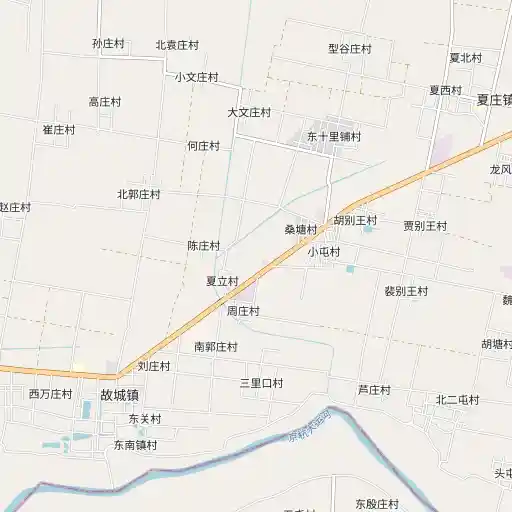 孙庄村
北袁庄村
型谷庄村
夏北村
小文庄村
夏西村
夏庄镇
高庄村
大文庄村
崔庄村
东十里铺村
何庄村
龙凤
北郭庄村
赵庄村
胡别王村
桑塘村
贾别王村
陈庄村
小屯村
夏立村
裴别王村
魏
周庄村
南郭庄村
胡塘村
刘庄村
三里口村
西万庄村
故城镇
芦庄村
北二屯村
东关村
京杭大运河
东南镇村
头屯
东殷庄村